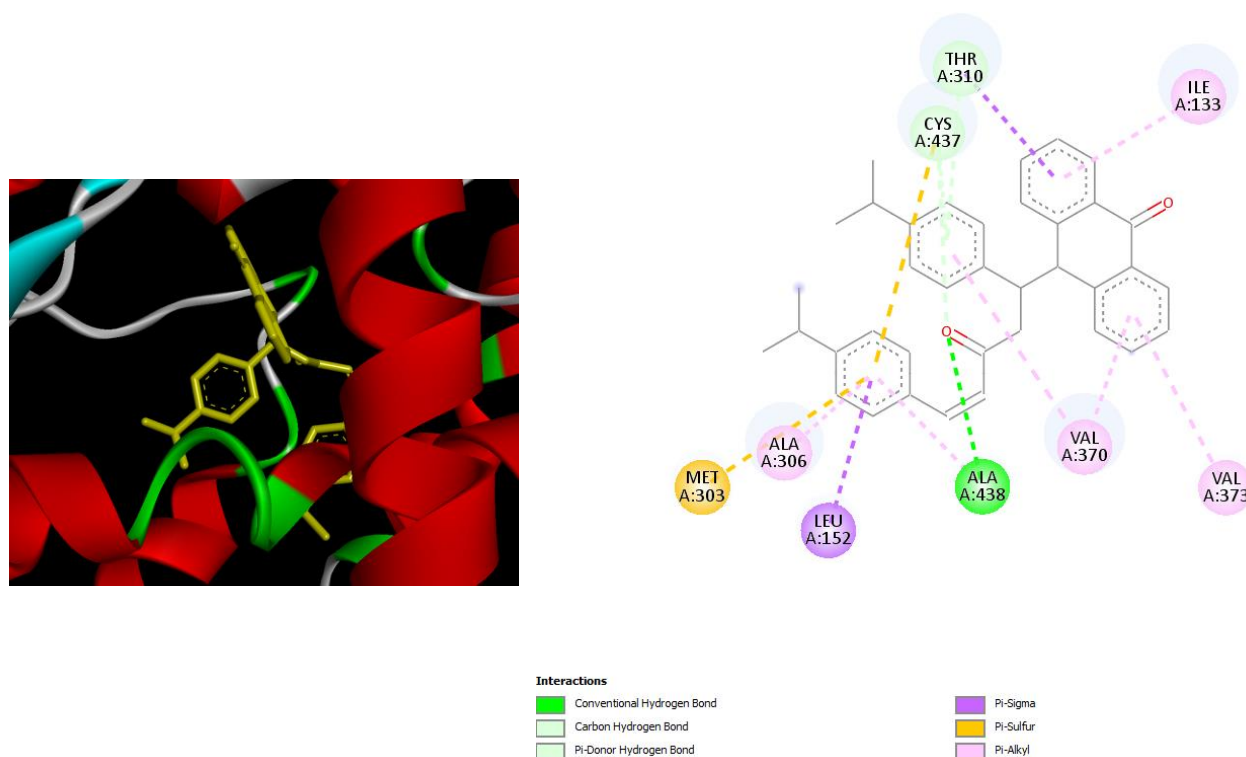 THR
A:310
ILE
A:133
CYS
A:437
O
O
ALA
A:306
VAL
A:370
MET
A:303
ALA
A:438
VAL
A:373
LEU
A:152
Interactions
Conventional Hydrogen Bond
Carbon Hydrogen Bond
Pi-Donor Hydrogen Bond
Pi-Sigma
Pi-Sulfur
Pi-Alkyl